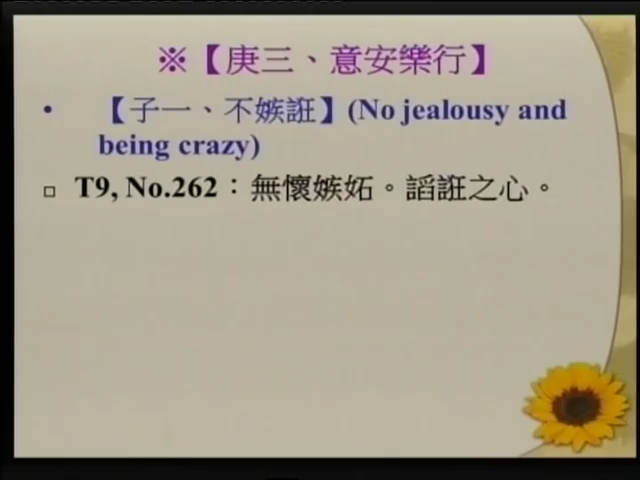 ※【庚三、意安樂行】
• 【子一、不嫉誑】(No jealousy and
being crazy)
□ T9, No.262：無懷嫉妬。謟誑之心。